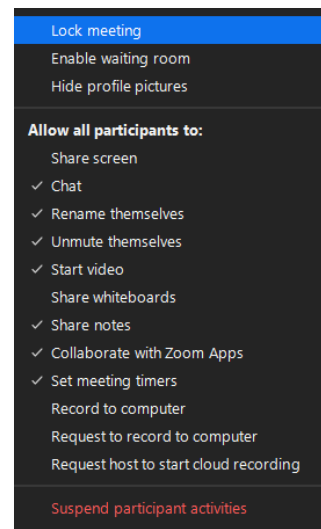 Lock meeting
Enable waiting room
Hide profile pictures
Allow all participants to:
Share screen
Chat
Rename themselves
Unmute themselves
Start video
Share whiteboards
Share notes
Collaborate with Zoom Apps
Set meeting timers
Record to computer
Request to record to computer
Request host to start cloud recording
Suspend participant activities